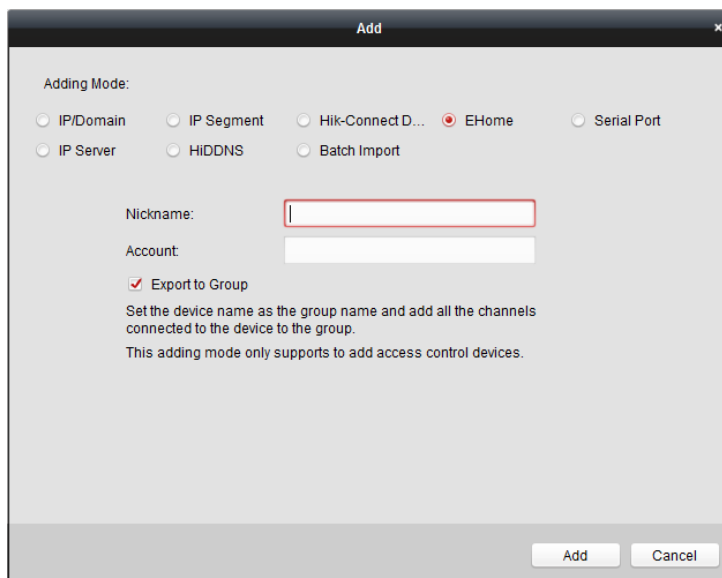 Add
Adding Mode:
IP/Domain IP Segment Hik-Connect D... EHome Serial Port
IP Server HiDDNS Batch Import
Nickname:
Account:
Export to Group
Set the device name as the group name and add all the channels
connected to the device to the group.
This adding mode only supports to add access control devices.
Add Cancel